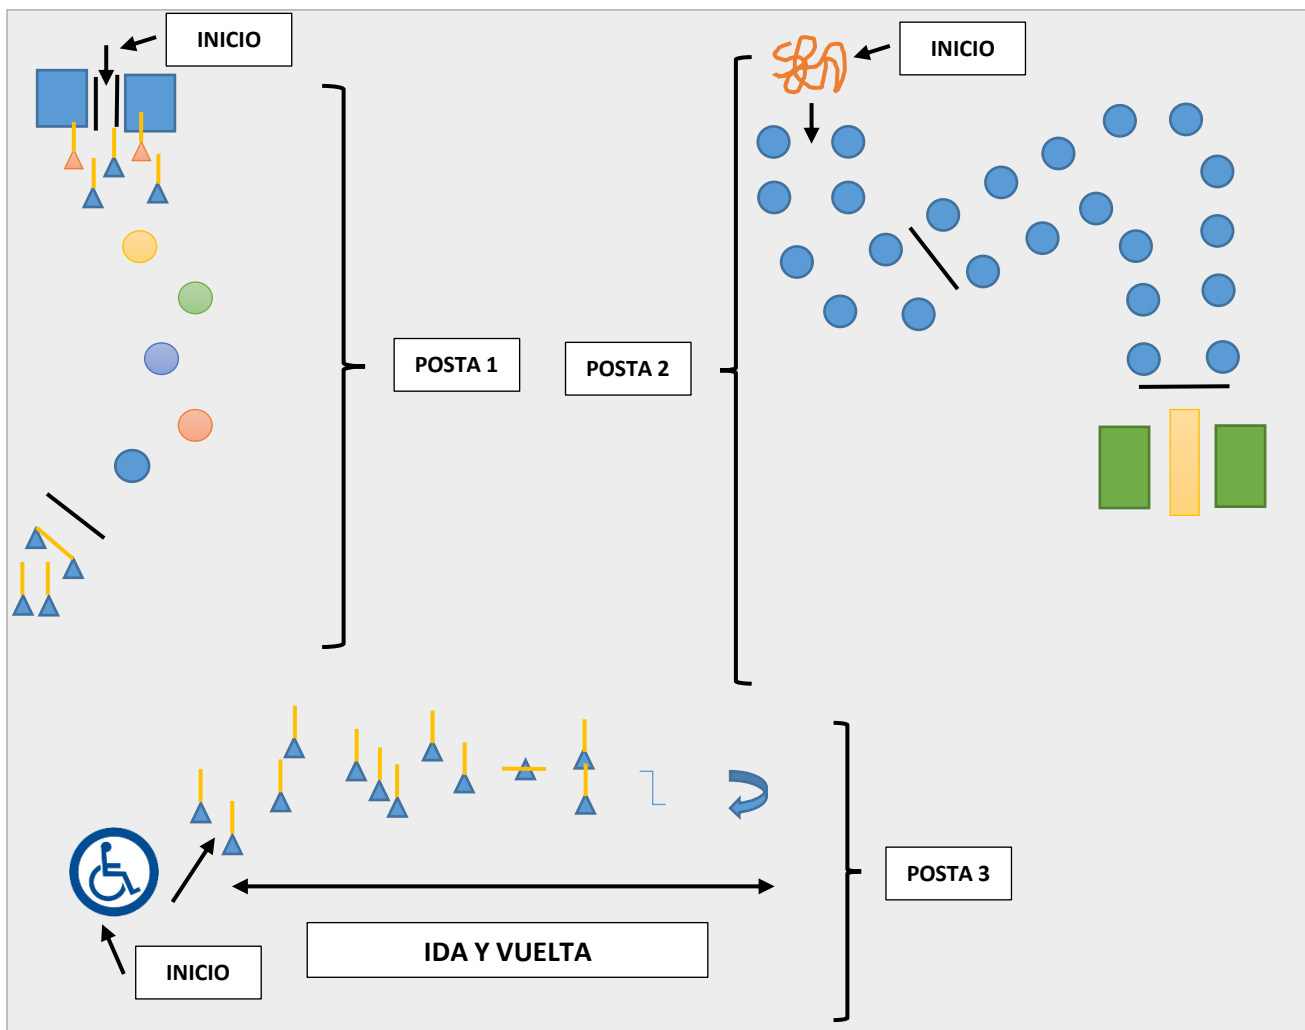 INICIO
INICIO
POSTA 1
POSTA 2
POSTA 3
IDA Y VUELTA
INICIO